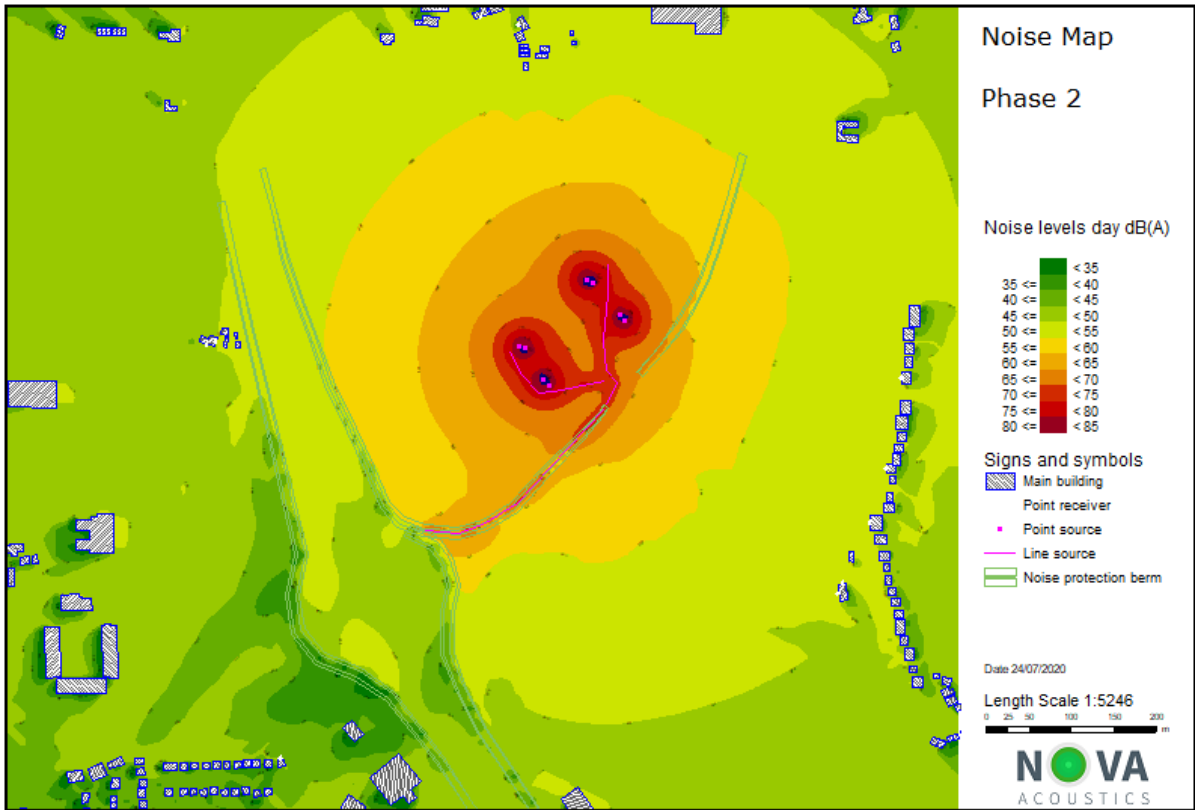 Noise Map
Phase 2
Noise levels day dB(A)
< 35
35 <= < 40
40 <= < 45
45 <= < 50
50 <= < 55
55 <= < 60
60 <= < 65
65 <= < 70
70 <= < 75
75 <= < 80
80 <= < 85
Signs and symbols
Main building
Point receiver
Point source
Line source
Noise protection berm
Date 24/07/2020
Length Scale 1:5246
0 25 50 100 150 200
m
NOVA
ACOUSTICS